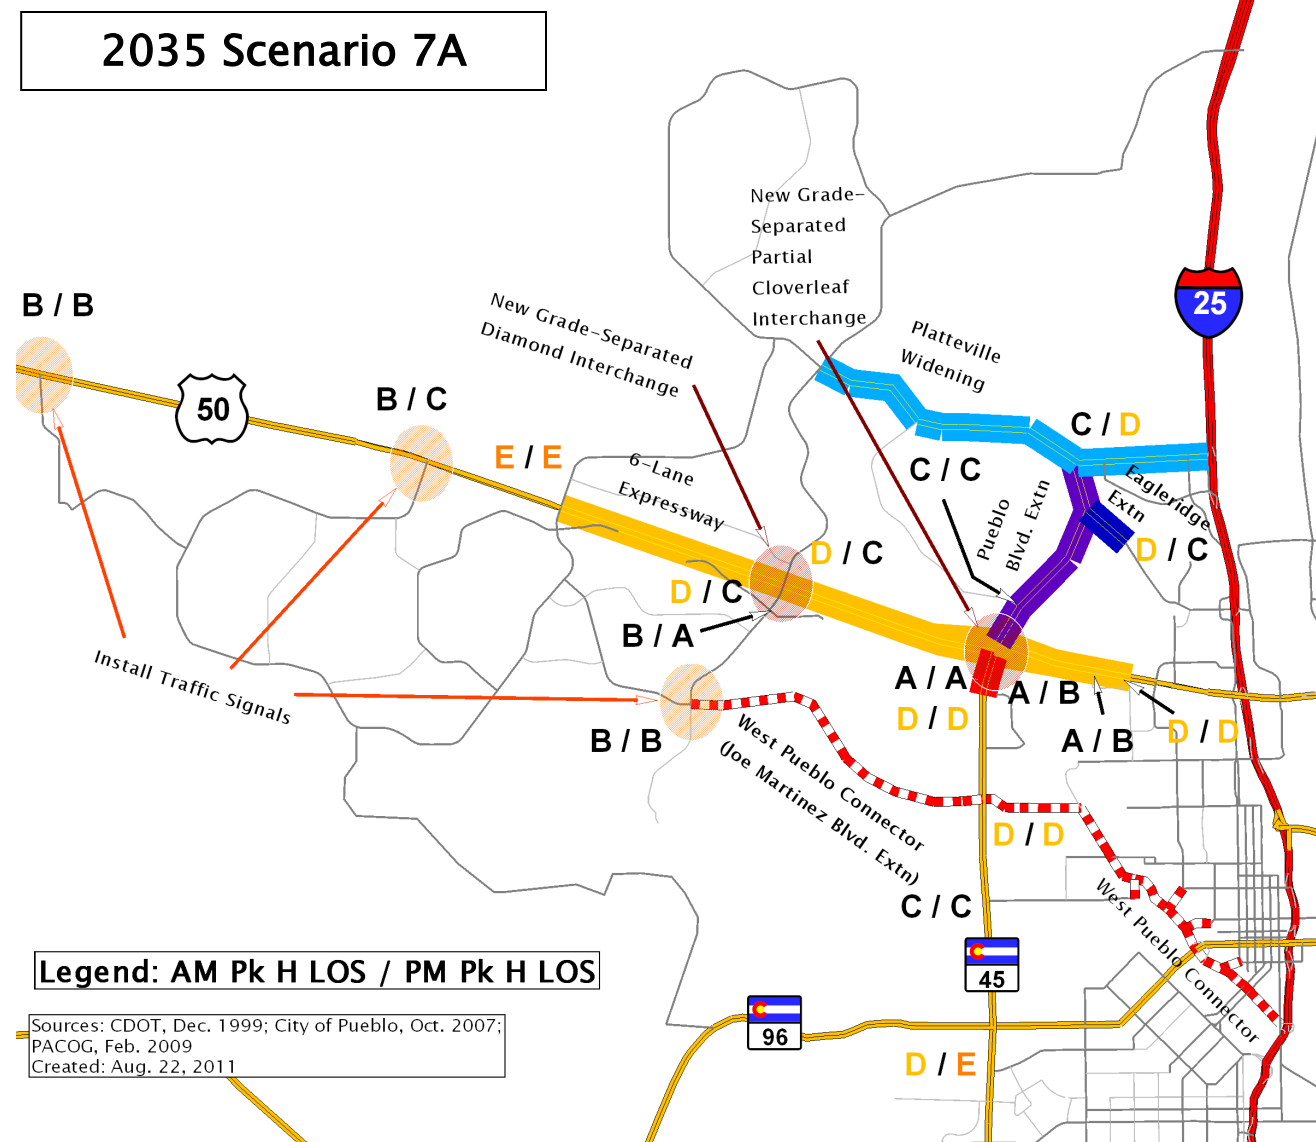 2035 Scenario 7A
New Grade-
Separated
Partial
Cloverleaf
Interchange
25
B / B
New Grade-Separated
Diamond Interchange
Platteville
Widening
50
B / C
C / D
E / E
6-Lane
Expressway
C / C
Eagleridge
Extn
Pueblo
Blvd. Extn
D / C
D / C
D / C
B / A
Install Traffic Signals
A / A
A / B
D / D
A / B
D / D
B / B
West Pueblo Connector
(Joe Martinez Blvd. Extn)
D / D
C / C
West Pueblo Connector
45
Legend: AM Pk H LOS / PM Pk H LOS
Sources: CDOT, Dec. 1999; City of Pueblo, Oct. 2007;
PACOG, Feb. 2009
Created: Aug. 22, 2011
96
D / E